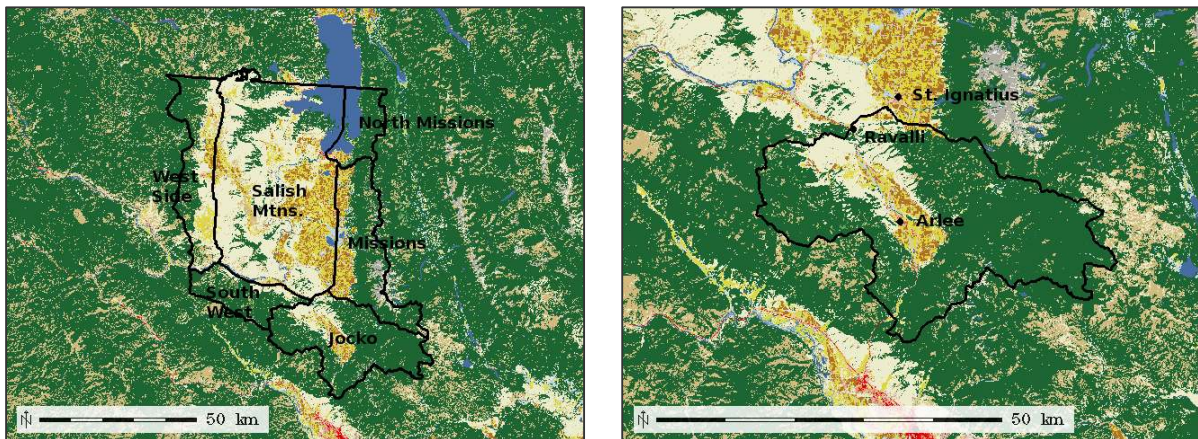 North Missions
West
Side
Salish
Mtns.
Missions
South
West
Jocko
N
50 km
St. Ignatius
Ravalli
Arlee
N
50 km